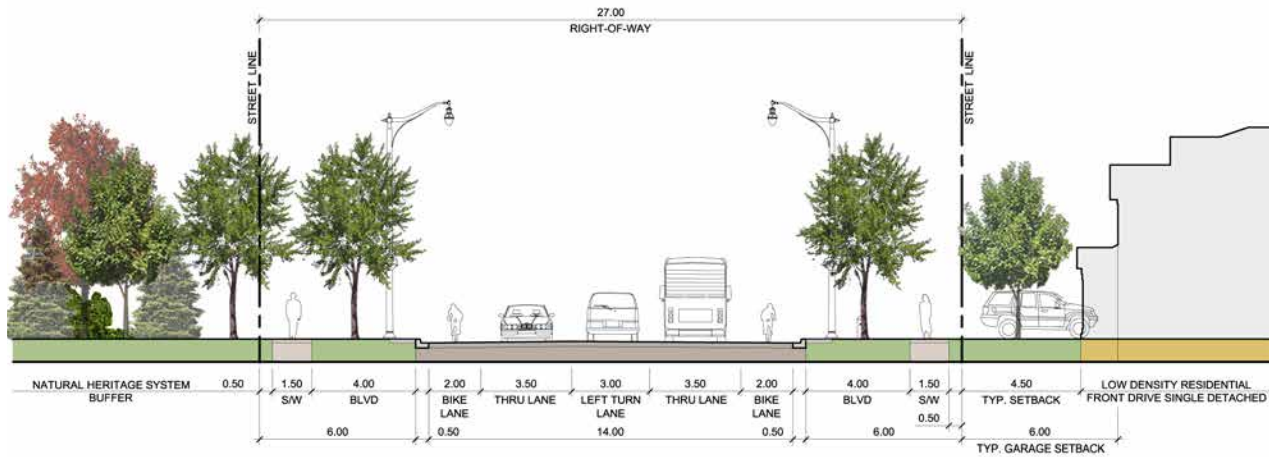 27.00
RIGHT-OF-WAY
STREET LINE
STREET LINE
NATURAL HERITAGE SYSTEM
BUFFER
0.50
1.50
S/W
4.00
BLVD
2.00
BIKE
LANE
3.50
THRU LANE
3.00
LEFT TURN
LANE
3.50
THRU LANE
2.00
BIKE
LANE
4.00
BLVD
1.50
S/W
0.50
4.50
TYP. SETBACK
LOW DENSITY RESIDENTIAL
FRONT DRIVE SINGLE DETACHED
6.00
0.50
14.00
0.50
6.00
6.00
TYP. GARAGE SETBACK